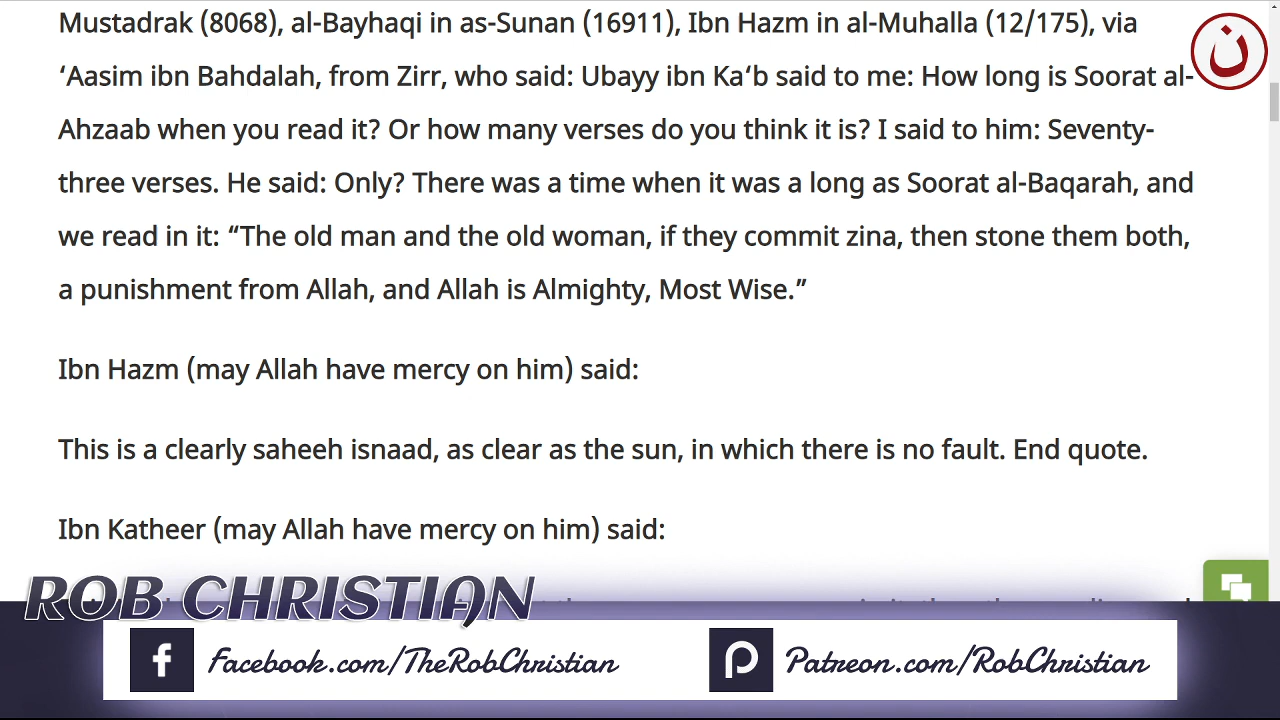 Mustadrak (8068), al-Bayhaqi in as-Sunan (16911), Ibn Hazm in al-Muhalla (12/175), via
‘Aasim ibn Bahdalah, from Zirr, who said: Ubayy ibn Ka‘b said to me: How long is Soorat al-
Ahzaab when you read it? Or how many verses do you think it is? I said to him: Seventy-
three verses. He said: Only? There was a time when it was a long as Soorat al-Baqarah, and
we read in it: “The old man and the old woman, if they commit zina, then stone them both,
a punishment from Allah, and Allah is Almighty, Most Wise.”
Ibn Hazm (may Allah have mercy on him) said:
This is a clearly saheeh isnaad, as clear as the sun, in which there is no fault. End quote.
Ibn Katheer (may Allah have mercy on him) said:
ROB CHRISTIAN
Facebook.com/TheRobChristian
Patreon.com/RobChristian
ن